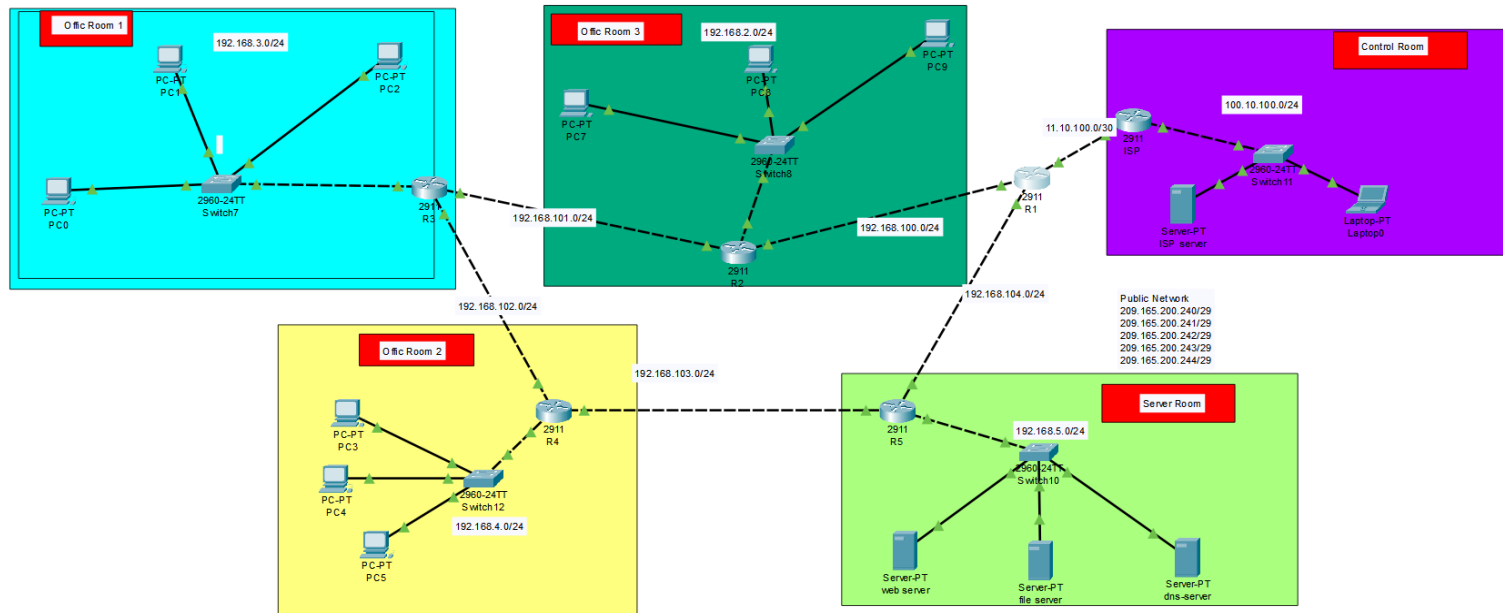 Offic Room 1
192.168.3.0/24
PC-PT
PC1
PC-PT
PC2
PC-PT
PC0
2960-24TT
Switch7
2911
R3
192.168.101.0/24
192.168.102.0/24
Offic Room 3
192.168.2.0/24
PC-PT
PC8
PC-PT
PC9
PC-PT
PC7
2960-24TT
Switch8
2911
R2
192.168.100.0/24
2911
R1
11.10.100.0/30
Control Room
100.10.100.0/24
2911
ISP
2960-24TT
Switch11
Server-PT
ISP server
Laptop-PT
Laptop0
192.168.104.0/24
Public Network
209.165.200.240/29
209.165.200.241/29
209.165.200.242/29
209.165.200.243/29
209.165.200.244/29
Offic Room 2
192.168.103.0/24
2911
R4
PC-PT
PC3
PC-PT
PC4
PC-PT
PC5
2960-24TT
Switch12
192.168.4.0/24
Server Room
2911
R5
192.168.5.0/24
2960-24TT
Switch10
Server-PT
web server
Server-PT
file server
Server-PT
dns-server